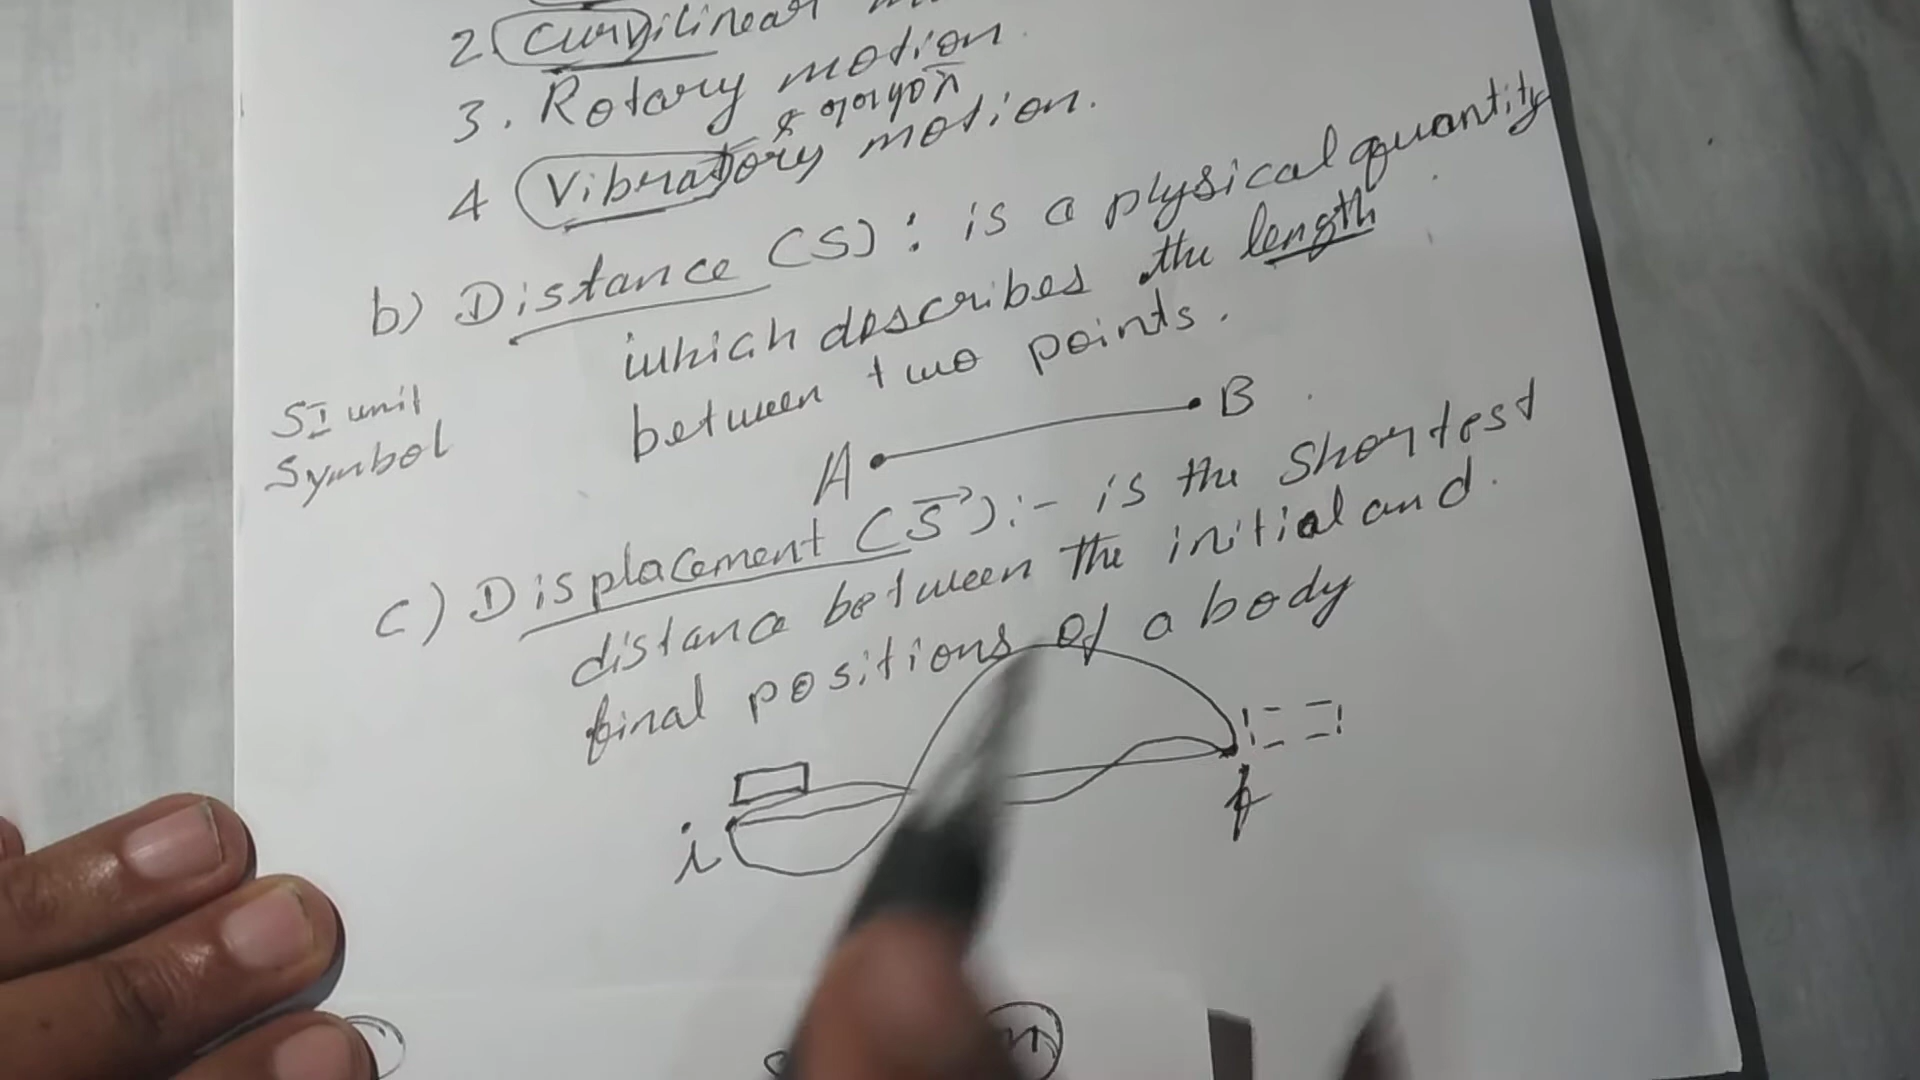 2. Curvilinear
3. Rotary motion
4 Vibratory motion.
b) Distance (S): is a physical quantity
which describes the length
between two points.
SI unit
Symbol
A B
c) Displacement (S⃗):- is the shortest
distance between the initial and
final positions of a body
i f